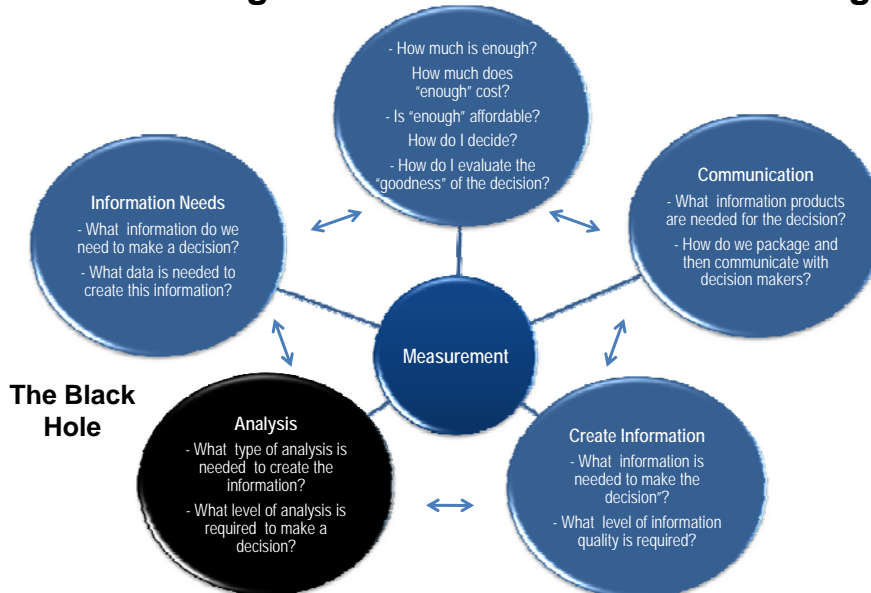 - How much is enough?
How much does
“enough” cost?
- Is “enough” affordable?
How do I decide?
- How do I evaluate the
“goodness” of the decision?
Information Needs
- What information do we
need to make a decision?
- What data is needed to
create this information?
Communication
- What information products
are needed for the decision?
- How do we package and
then communicate with
decision makers?
Measurement
The Black
Hole
Analysis
- What type of analysis is
needed to create the
information?
- What level of analysis is
required to make a
decision?
Create Information
- What information is
needed to make the
decision”?
- What level of information
quality is required?